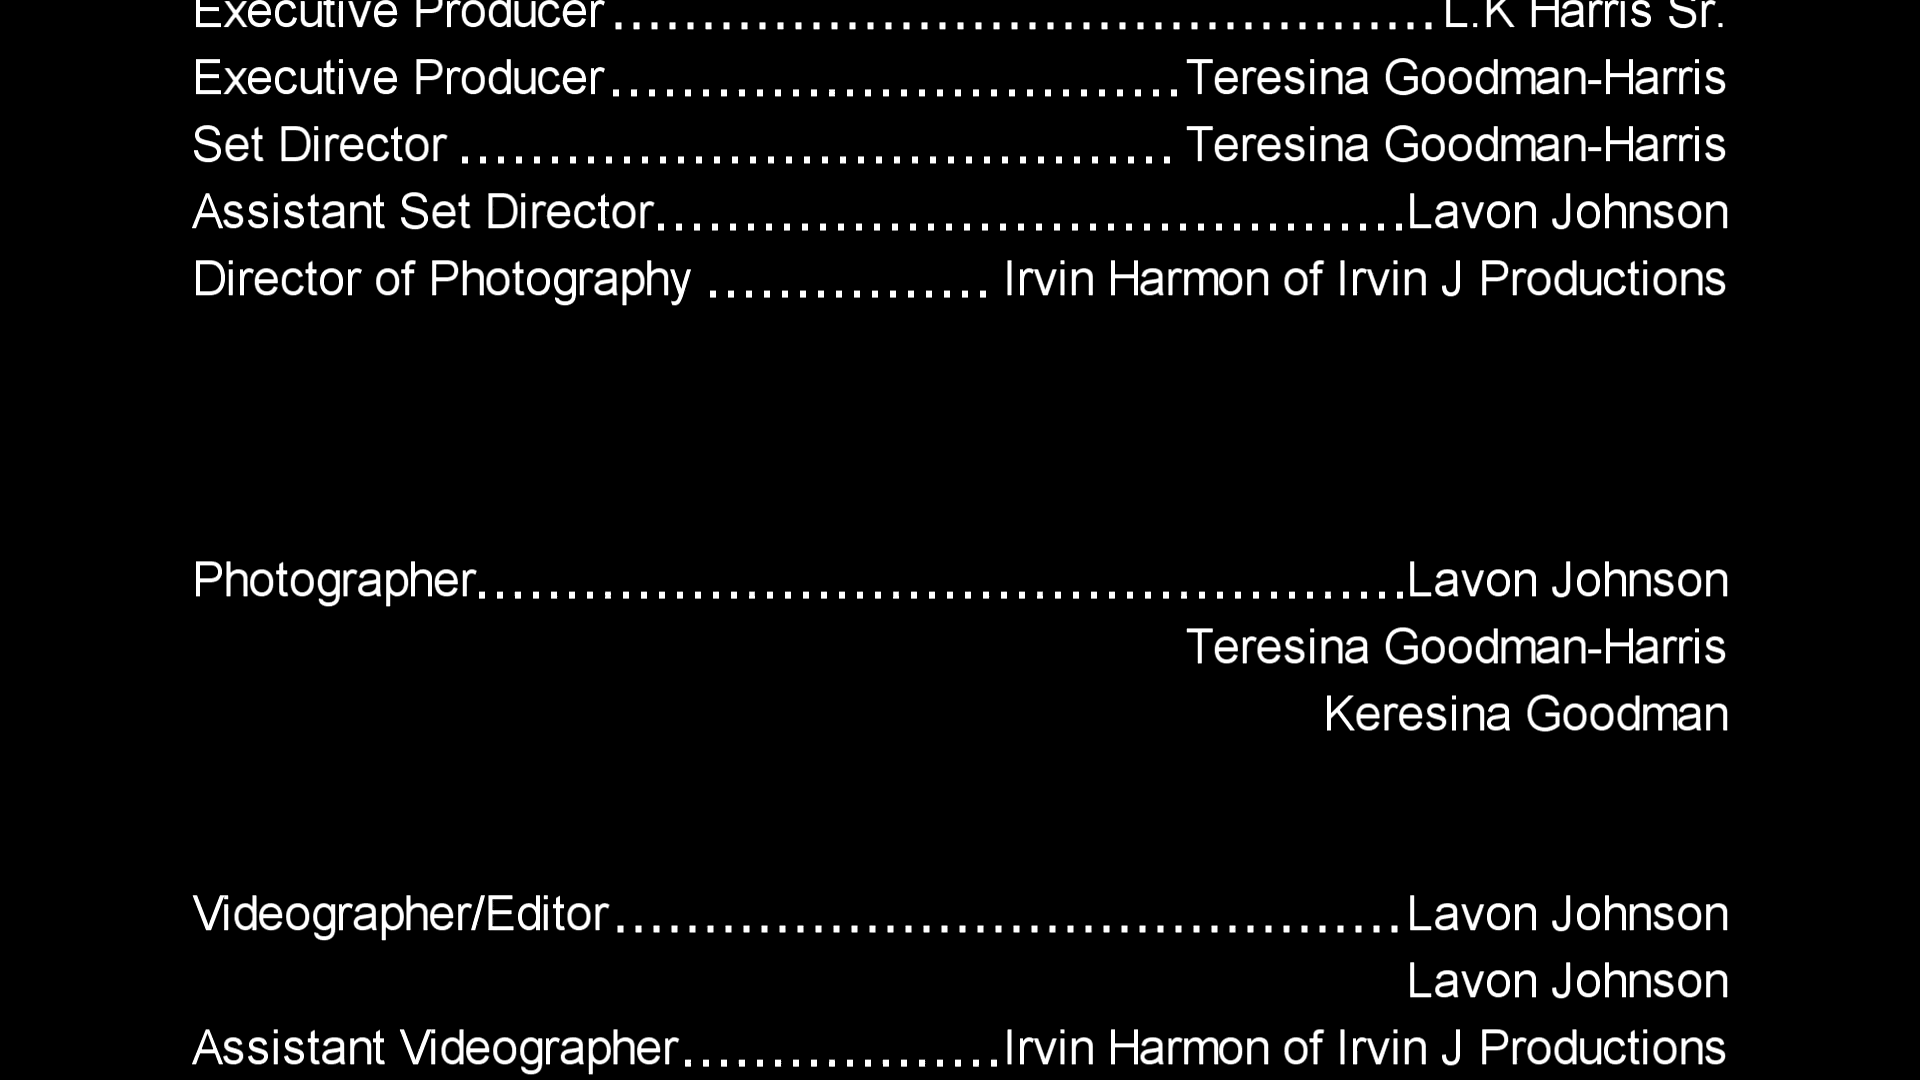 Executive Producer..............................................L.K Harris Sr.
Executive Producer................................Teresina Goodman-Harris
Set Director ........................................ Teresina Goodman-Harris
Assistant Set Director..........................................Lavon Johnson
Director of Photography ................ Irvin Harmon of Irvin J Productions
Photographer....................................................Lavon Johnson
Teresina Goodman-Harris
Keresina Goodman
Videographer/Editor............................................Lavon Johnson
Lavon Johnson
Assistant Videographer..................Irvin Harmon of Irvin J Productions